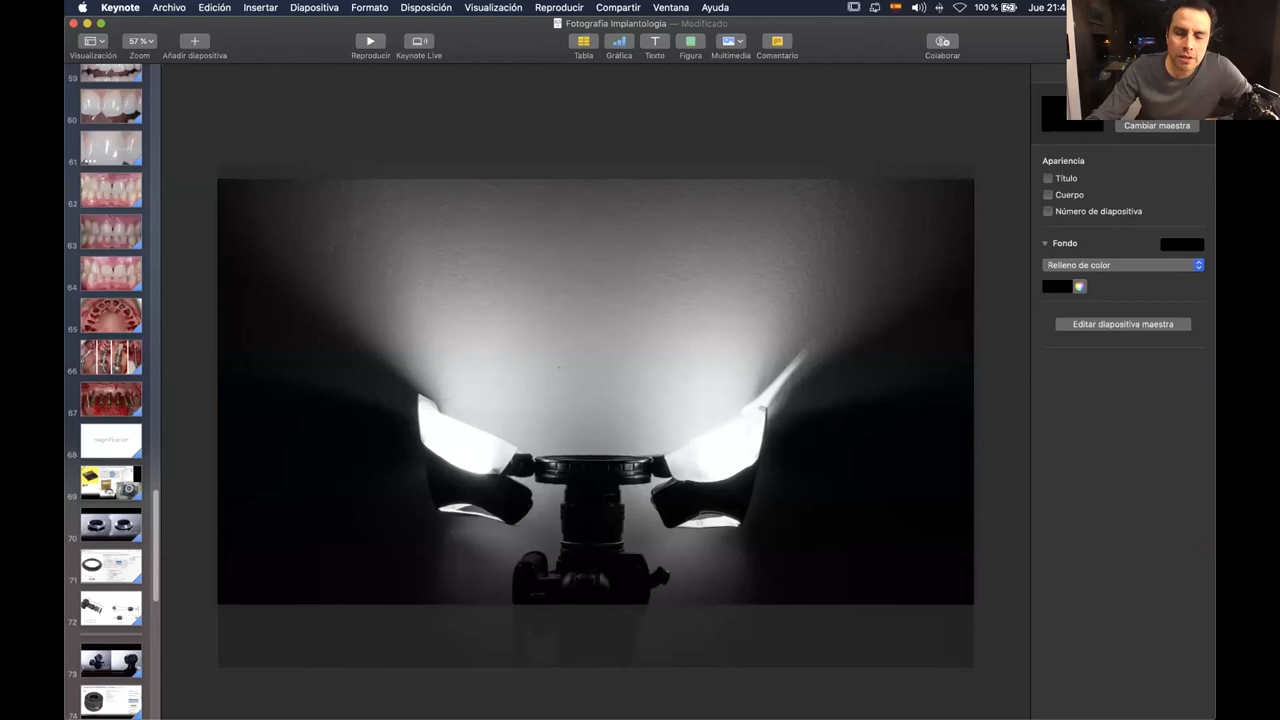 Keynote Archivo Edición Insertar Diapositiva Formato Disposición Visualización Reproducir Compartir Ventana Ayuda 100 % Jue 21:4
Fotografia Implantología — Modificado
57 %
Visualización Zoom Añadir diapositiva Reproducir Keynote Live Tabla Gráfica Texto Figura Multimedia Comentario Colaborar
Cambiar maestra
Apariencia
Título
Cuerpo
Número de diapositiva
Fondo
Relleno de color
Editar diapositiva maestra
59
60
61
62
63
64
65
66
67
Magnificación
68
69
70
71
72
73
74